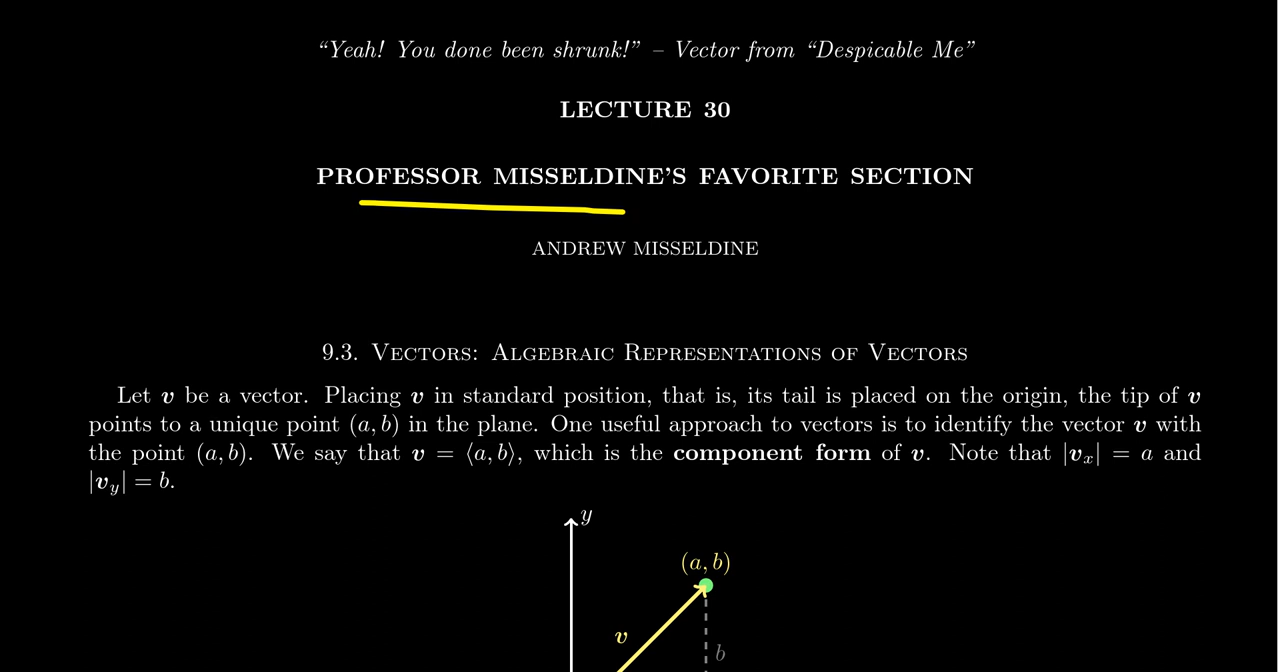 “Yeah! You done been shrunk!” – Vector from “Despicable Me”
LECTURE 30
PROFESSOR MISSELDINE’S FAVORITE SECTION
ANDREW MISSELDINE
9.3. Vectors: Algebraic Representations of Vectors
Let v be a vector. Placing v in standard position, that is, its tail is placed on the origin, the tip of v
points to a unique point (a, b) in the plane. One useful approach to vectors is to identify the vector v with
the point (a, b). We say that v = ⟨a, b⟩, which is the component form of v. Note that |vₓ| = a and
|v_y| = b.
y
(a, b)
v
b